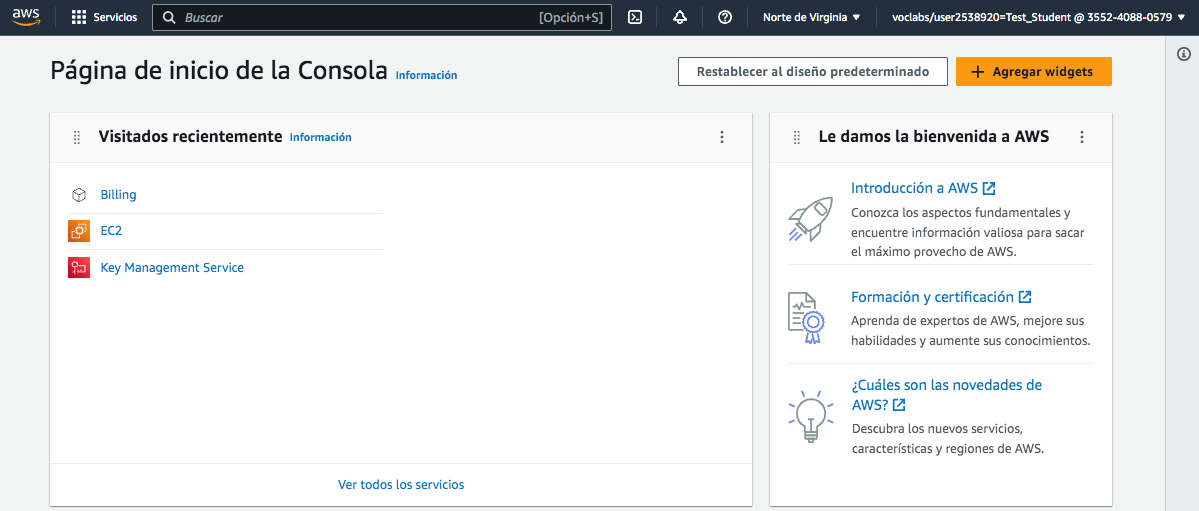 aws
Servicios
Buscar
[Opción+S]
Norte de Virginia
voclabs/user2538920=Test_Student @ 3552-4088-0579
Página de inicio de la Consola
Información
Restablecer al diseño predeterminado
Agregar widgets
Visitados recientemente
Información
Billing
EC2
Key Management Service
Ver todos los servicios
Le damos la bienvenida a AWS
Introducción a AWS
Conozca los aspectos fundamentales y
encuentre información valiosa para sacar
el máximo provecho de AWS.
Formación y certificación
Aprenda de expertos de AWS, mejore sus
habilidades y aumente sus conocimientos.
¿Cuáles son las novedades de
AWS?
Descubra los nuevos servicios,
características y regiones de AWS.